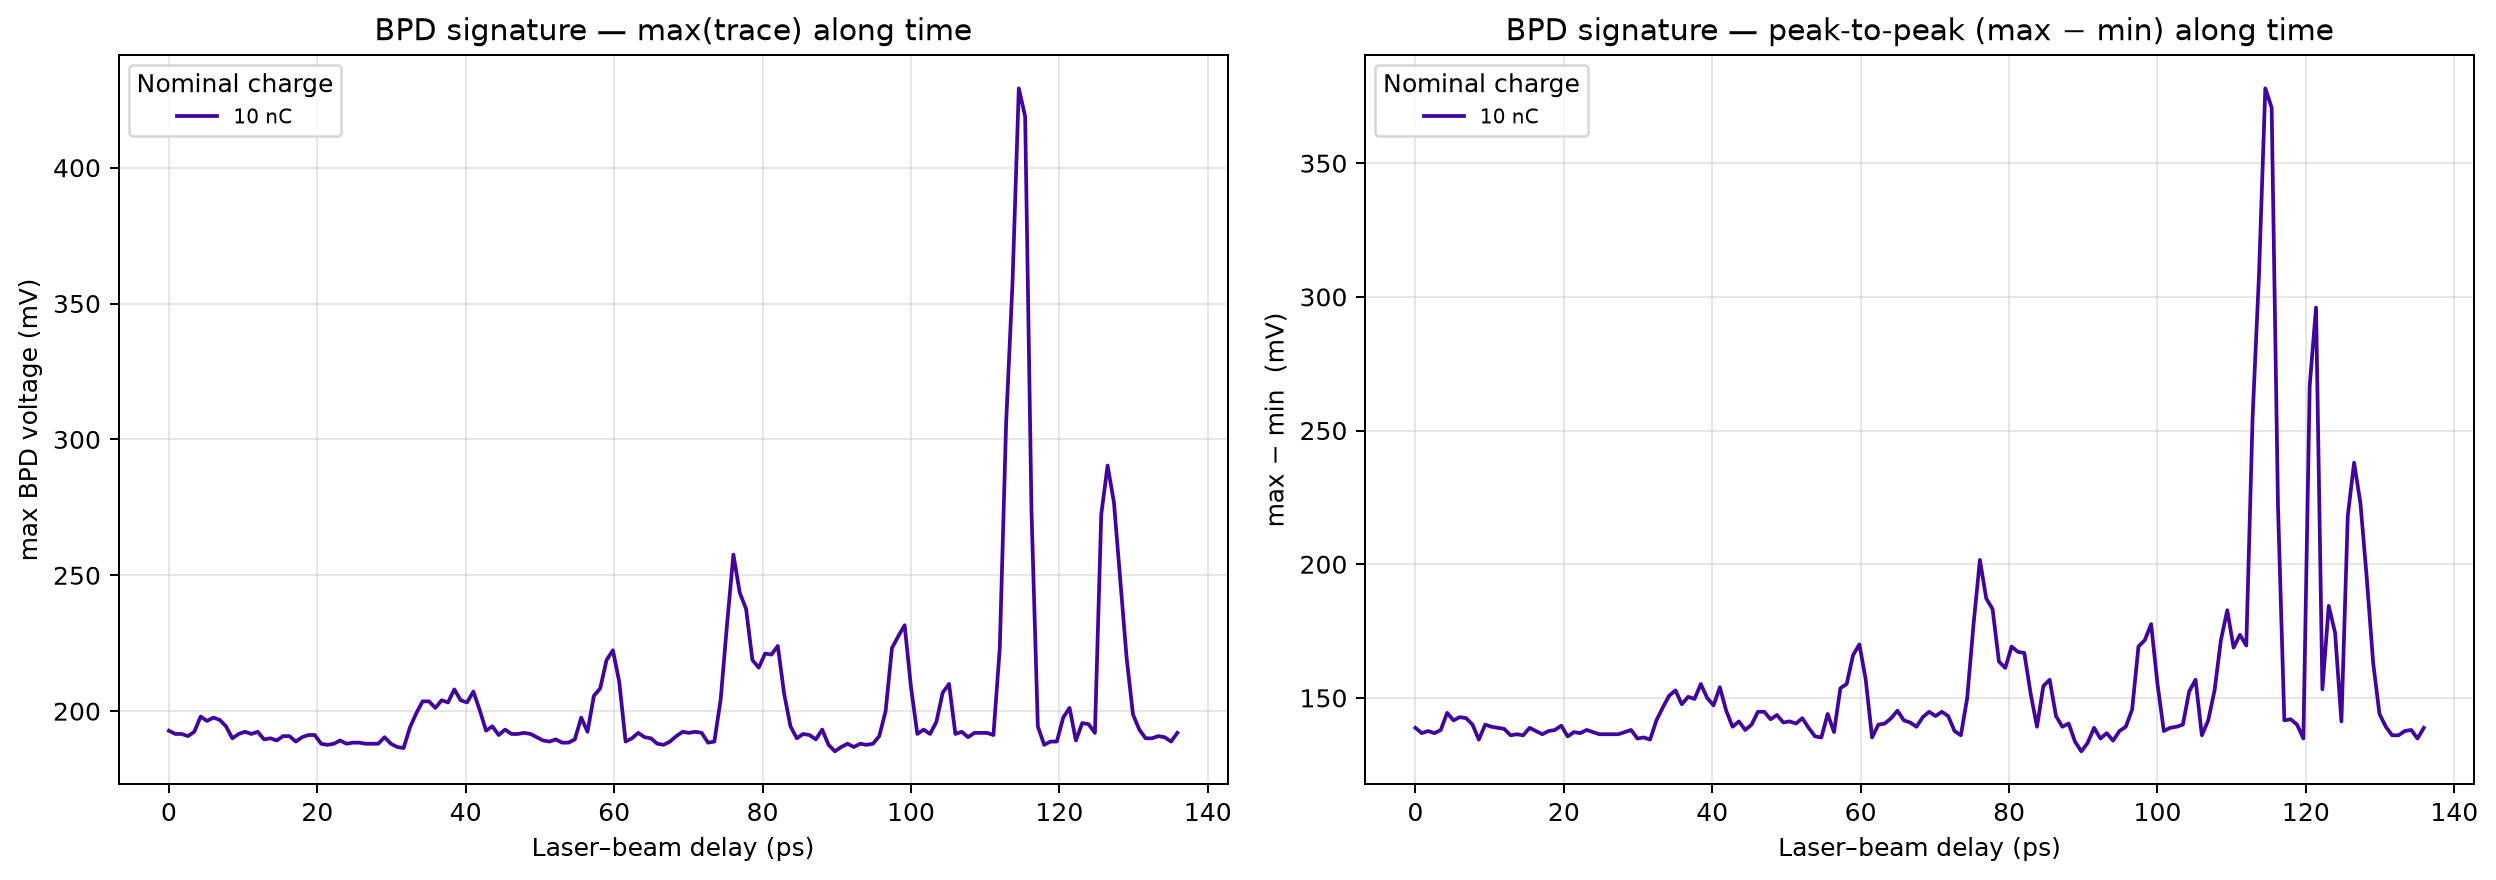 BPD signature — max(trace) along time
Nominal charge
10 nC
400
350
300
250
200
max BPD voltage (mV)
0 20 40 60 80 100 120 140
Laser–beam delay (ps)
BPD signature — peak-to-peak (max − min) along time
Nominal charge
10 nC
350
300
250
200
150
max − min (mV)
0 20 40 60 80 100 120 140
Laser–beam delay (ps)